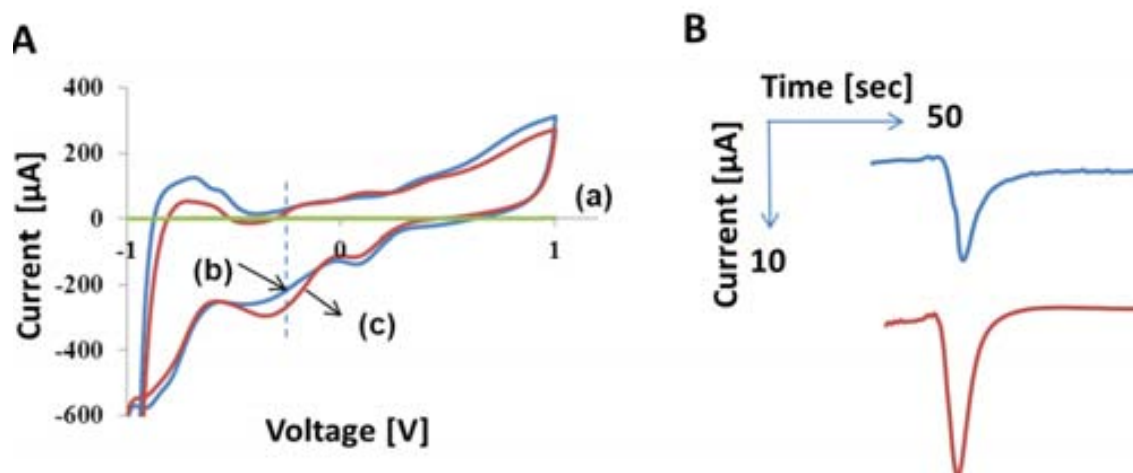 A
Current [µA]
400
200
0
-200
-400
-600
-1
0
1
(a)
(b)
(c)
Voltage [V]
B
Time [sec]
50
Current [µA]
10